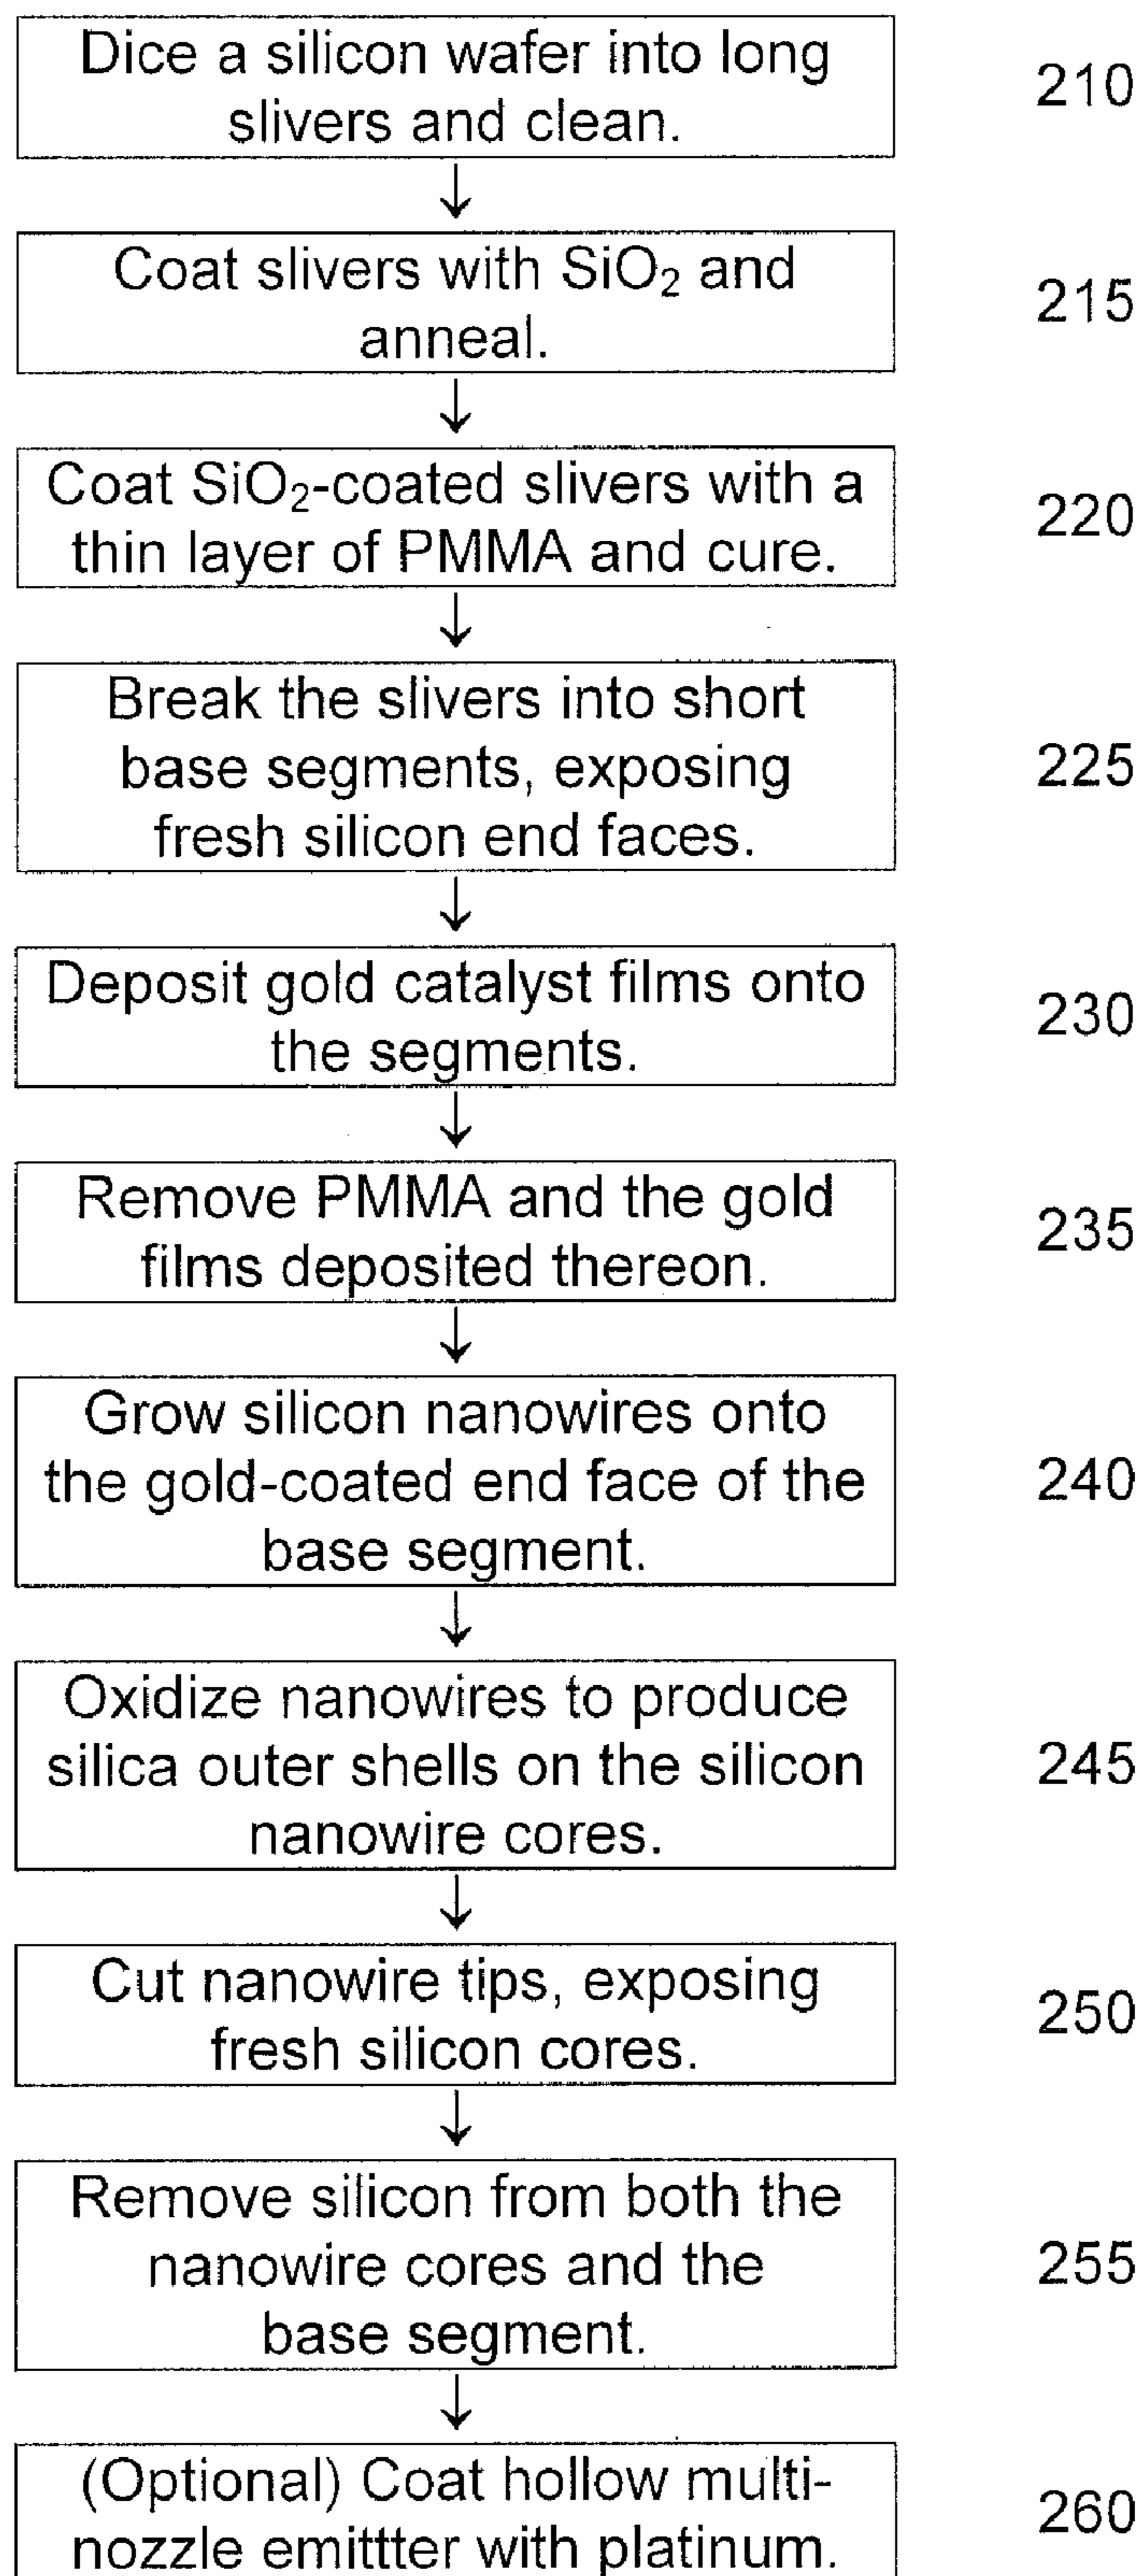 Dice a silicon wafer into long
slivers and clean.
210
Coat slivers with SiO₂ and
anneal.
215
Coat SiO₂-coated slivers with a
thin layer of PMMA and cure.
220
Break the slivers into short
base segments, exposing
fresh silicon end faces.
225
Deposit gold catalyst films onto
the segments.
230
Remove PMMA and the gold
films deposited thereon.
235
Grow silicon nanowires onto
the gold-coated end face of the
base segment.
240
Oxidize nanowires to produce
silica outer shells on the silicon
nanowire cores.
245
Cut nanowire tips, exposing
fresh silicon cores.
250
Remove silicon from both the
nanowire cores and the
base segment.
255
(Optional) Coat hollow multi-
nozzle emittter with platinum.
260